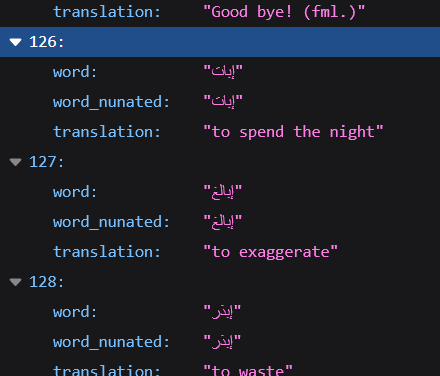 translation: "Good bye! (fml.)"
126:
word: "إبات"
word_nunated: "إبات"
translation: "to spend the night"
127:
word: "إبالغ"
word_nunated: "إبالغ"
translation: "to exaggerate"
128:
word: "إبذر"
word_nunated: "إبذر"
translation: "to waste"